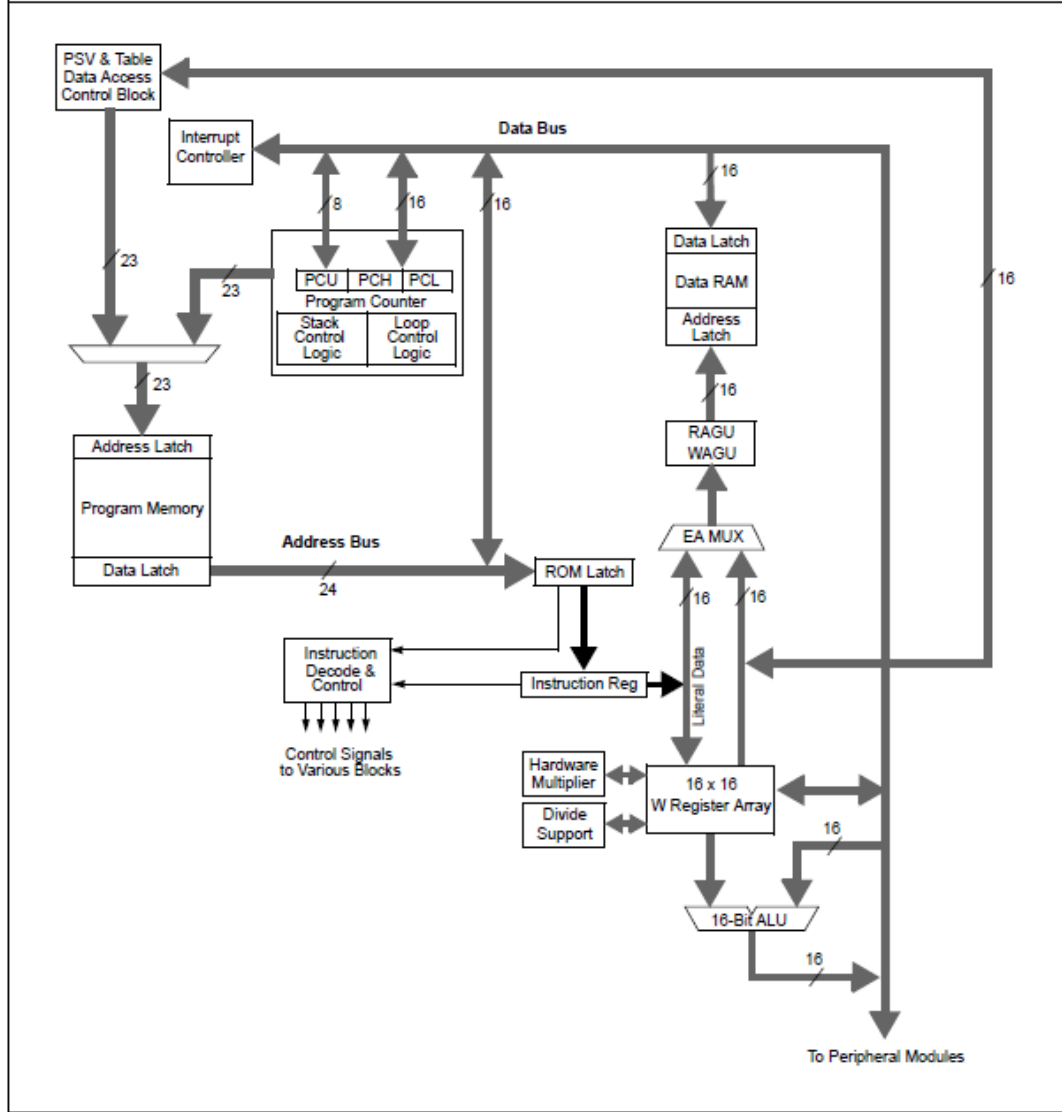 PSV & Table
Data Access
Control Block
Data Bus
Interrupt
Controller
16
8
16
16
16
23
23
PCU PCH PCL
Program Counter
Stack
Control
Logic
Loop
Control
Logic
Data Latch
Data RAM
Address
Latch
23
16
Address Latch
Program Memory
Data Latch
RAGU
WAGU
EA MUX
Address Bus
24
ROM Latch
16
16
Instruction
Decode &
Control
Instruction Reg
Literal Data
Control Signals
to Various Blocks
Hardware
Multiplier
Divide
Support
16 x 16
W Register Array
16
16-Bit ALU
16
To Peripheral Modules